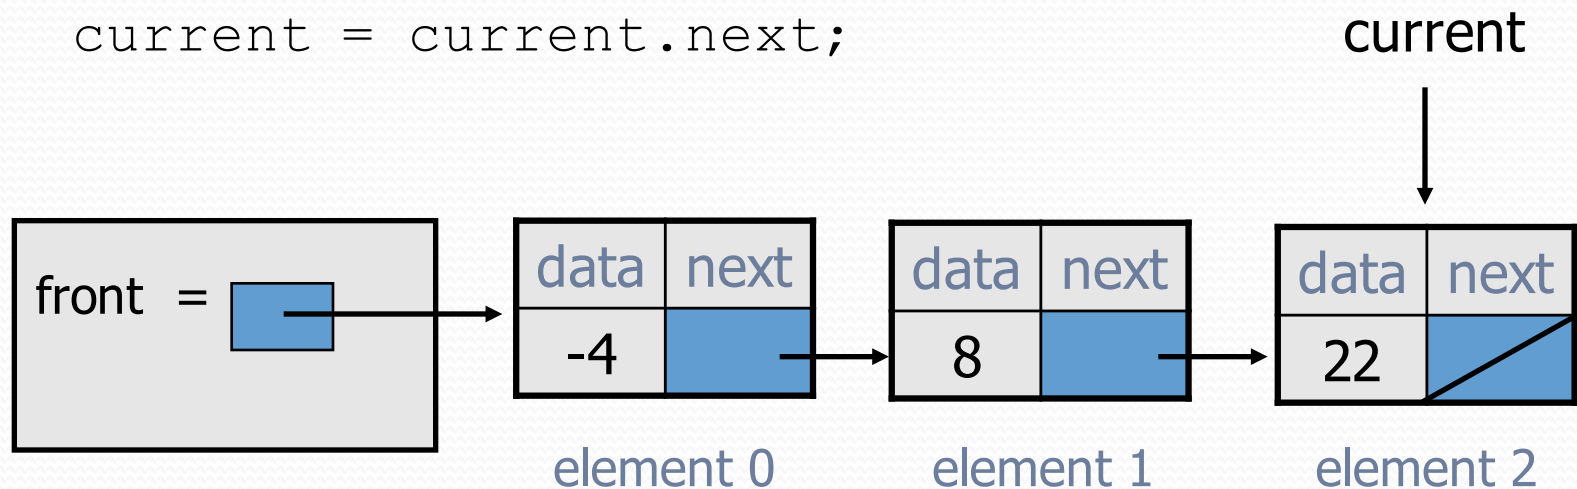 current = current.next;
current
front =
data next
-4
data next
8
data next
22
element 0
element 1
element 2